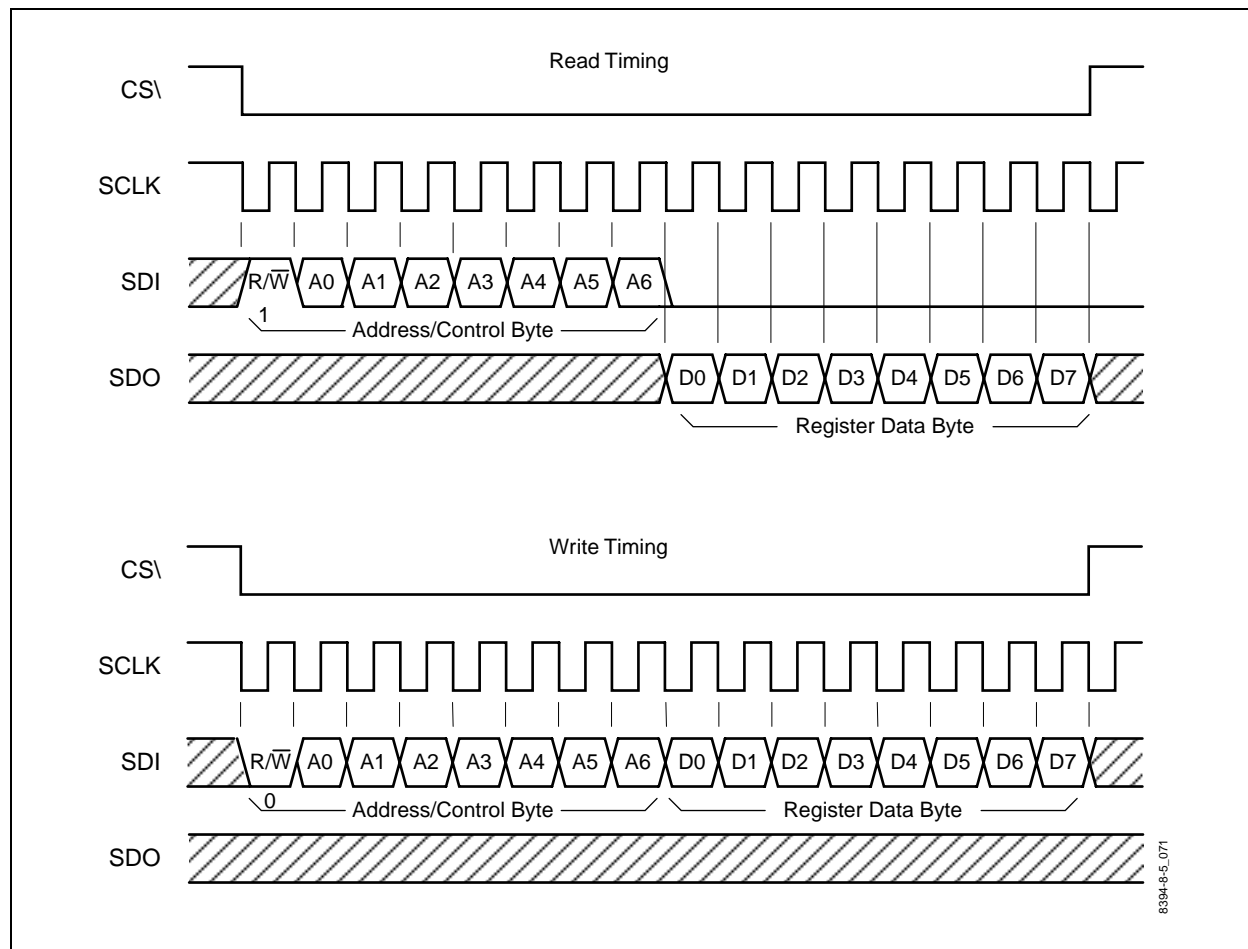 Read Timing
CS\
SCLK
SDI R/W̅ A0 A1 A2 A3 A4 A5 A6
1 Address/Control Byte
SDO D0 D1 D2 D3 D4 D5 D6 D7
Register Data Byte
Write Timing
CS\
SCLK
SDI R/W̅ A0 A1 A2 A3 A4 A5 A6 D0 D1 D2 D3 D4 D5 D6 D7
0 Address/Control Byte Register Data Byte
SDO
8394-8-5_071